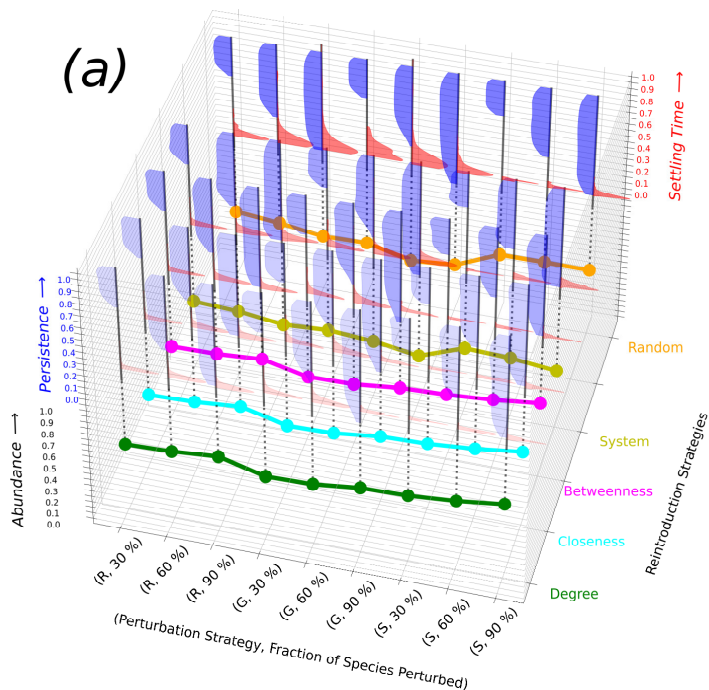 (a)
1.0
0.9
0.8
0.7
0.6
0.5
0.4
0.3
0.2
0.1
0.0
Settling Time →
1.0
0.9
0.8
0.7
0.6
0.5
0.4
0.3
0.2
0.1
0.0
Persistence →
1.0
0.9
0.8
0.7
0.6
0.5
0.4
0.3
0.2
0.1
0.0
Abundance →
Random
System
Betweenness
Closeness
Degree
Reintroduction Strategies
(R, 30 %)
(R, 60 %)
(R, 90 %)
(G, 30 %)
(G, 60 %)
(G, 90 %)
(S, 30 %)
(S, 60 %)
(S, 90 %)
(Perturbation Strategy, Fraction of Species Perturbed)